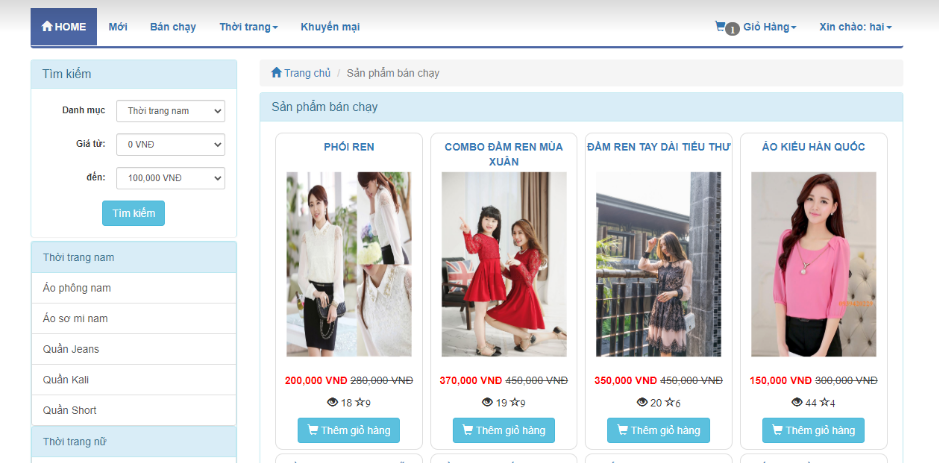 HOME Mới Bán chạy Thời trang Khuyến mại 1 Giỏ Hàng Xin chào: hai
Tìm kiếm
Danh mục Thời trang nam
Giá từ: 0 VNĐ
đến: 100,000 VNĐ
Tìm kiếm
Thời trang nam
Áo phông nam
Áo sơ mi nam
Quần Jeans
Quần Kali
Quần Short
Thời trang nữ
Trang chủ / Sản phẩm bán chạy
Sản phẩm bán chạy
PHỐI REN
200,000 VNĐ 280,000 VNĐ
18 9
Thêm giỏ hàng
COMBO ĐẦM REN MÙA
XUÂN
370,000 VNĐ 450,000 VNĐ
19 9
Thêm giỏ hàng
ĐẦM REN TAY DÀI TIỂU THƯ
350,000 VNĐ 450,000 VNĐ
20 6
Thêm giỏ hàng
ÁO KIỂU HÀN QUỐC
150,000 VNĐ 300,000 VNĐ
44 4
Thêm giỏ hàng